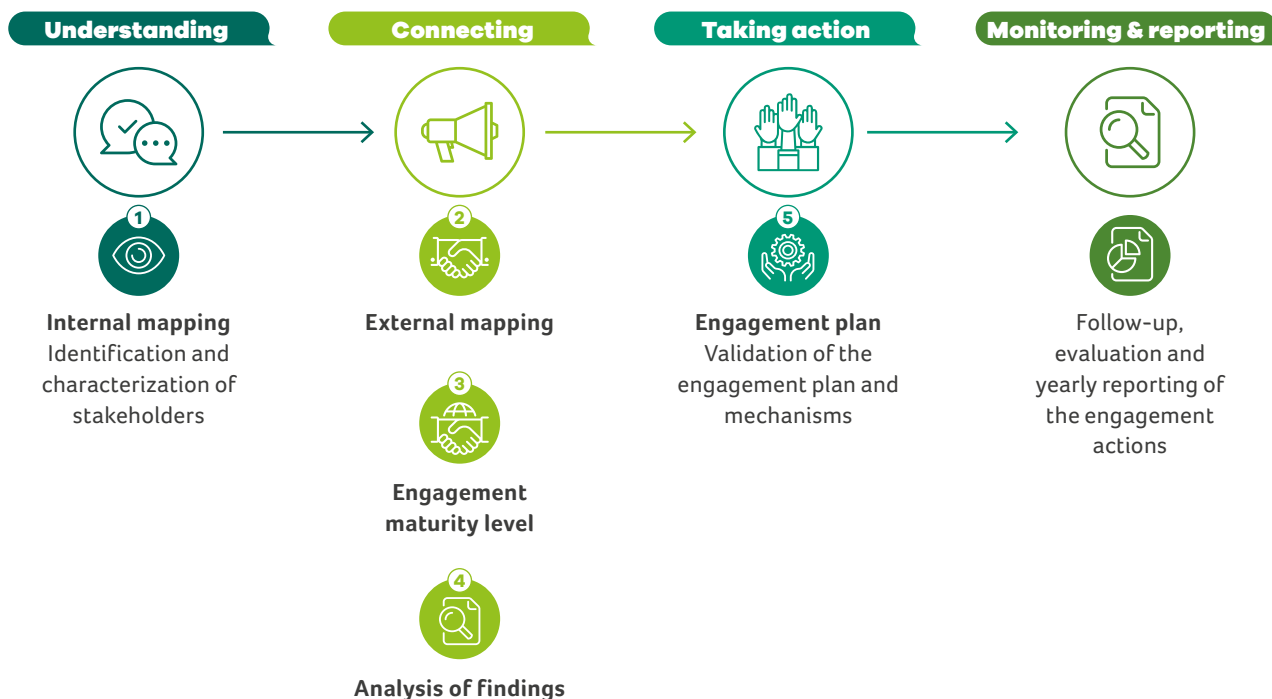 Understanding
Connecting
Taking action
Monitoring & reporting
1
Internal mapping
Identification and
characterization of
stakeholders
2
External mapping
3
Engagement
maturity level
4
Analysis of findings
5
Engagement plan
Validation of the
engagement plan and
mechanisms
Follow-up,
evaluation and
yearly reporting of
the engagement
actions